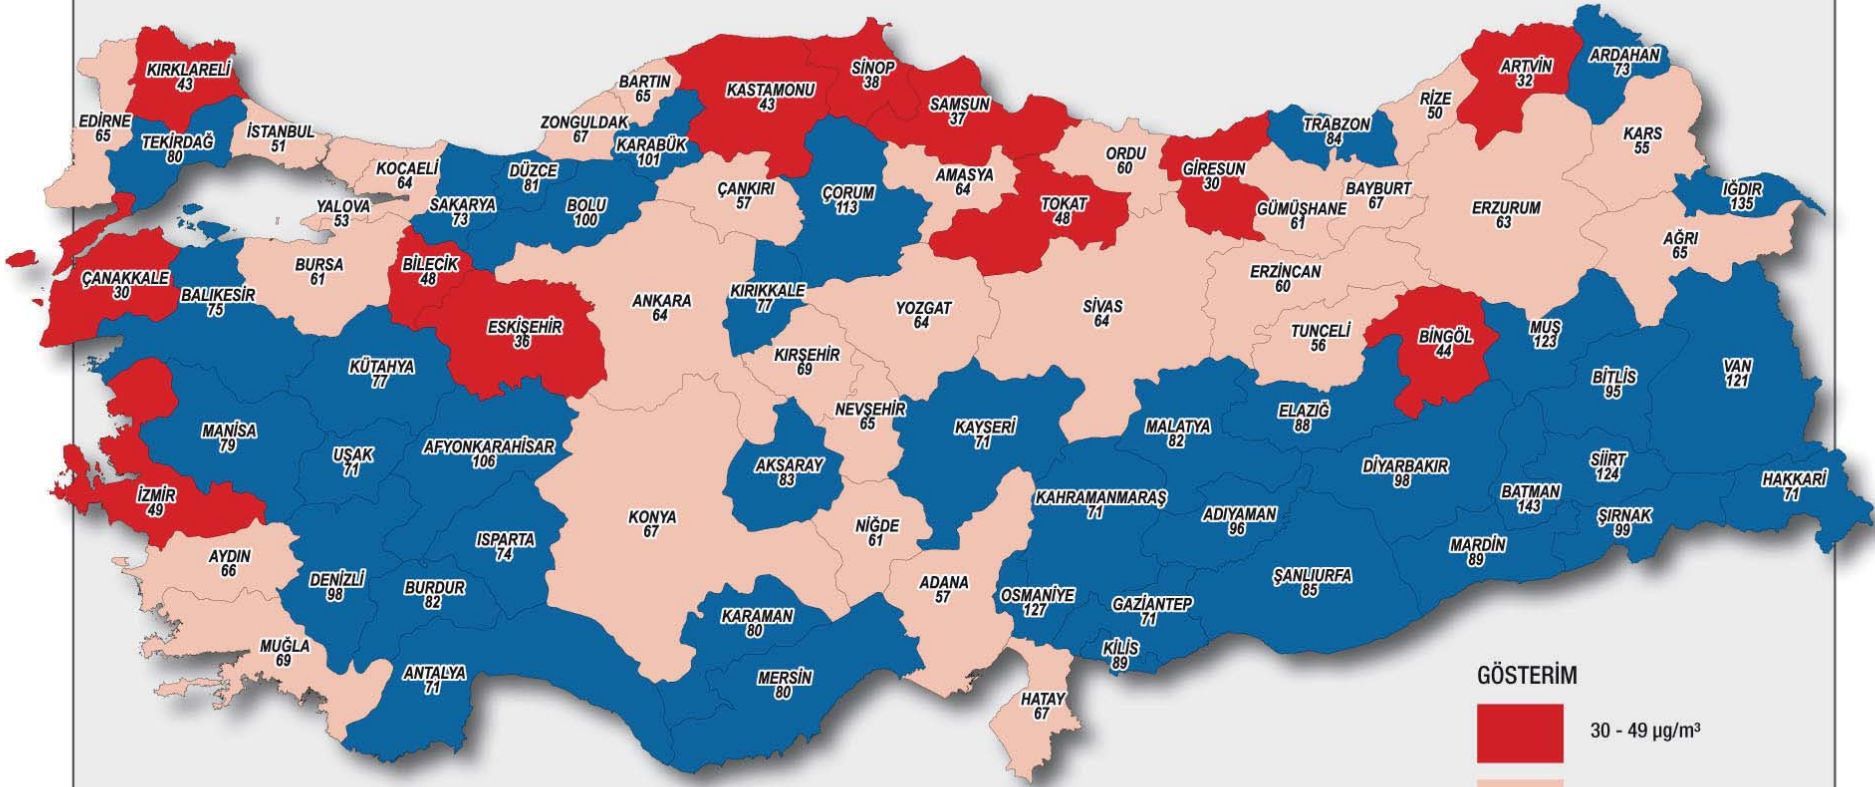 KIRKLARELİ
43
EDİRNE
65
TEKİRDAĞ
80
İSTANBUL
51
KOCAELİ
64
YALOVA
53
SAKARYA
73
DÜZCE
81
BOLU
100
ZONGULDAK
67
BARTIN
65
KARABÜK
101
KASTAMONU
43
SİNOP
38
SAMSUN
37
ÇANKIRI
57
ÇORUM
113
AMASYA
64
TOKAT
48
ORDU
60
GİRESUN
30
TRABZON
84
GÜMÜŞHANE
61
BAYBURT
67
RİZE
50
ARTVİN
32
ARDAHAN
73
KARS
55
IĞDIR
135
AĞRI
65
ERZURUM
63
ERZİNCAN
60
TUNCELİ
56
BİNGÖL
44
MUŞ
123
BİTLİS
95
VAN
121
ÇANAKKALE
30
BALIKESİR
75
BURSA
61
BİLECİK
48
ESKİŞEHİR
36
ANKARA
64
KIRIKKALE
77
YOZGAT
64
SİVAS
64
KÜTAHYA
77
KIRŞEHİR
69
NEVŞEHİR
65
KAYSERİ
71
MALATYA
82
ELAZIĞ
88
MANİSA
79
UŞAK
71
AFYONKARAHİSAR
106
AKSARAY
83
DİYARBAKIR
98
SİİRT
124
BATMAN
143
HAKKARİ
71
ŞIRNAK
99
İZMİR
49
KONYA
67
NİĞDE
61
KAHRAMANMARAŞ
71
ADIYAMAN
96
ISPARTA
74
MARDİN
89
AYDIN
66
DENİZLİ
98
BURDUR
82
ADANA
57
OSMANİYE
127
GAZİANTEP
71
ŞANLIURFA
85
KARAMAN
80
KİLİS
89
MUĞLA
69
ANTALYA
71
MERSİN
80
HATAY
67
GÖSTERİM
30 - 49 µg/m³